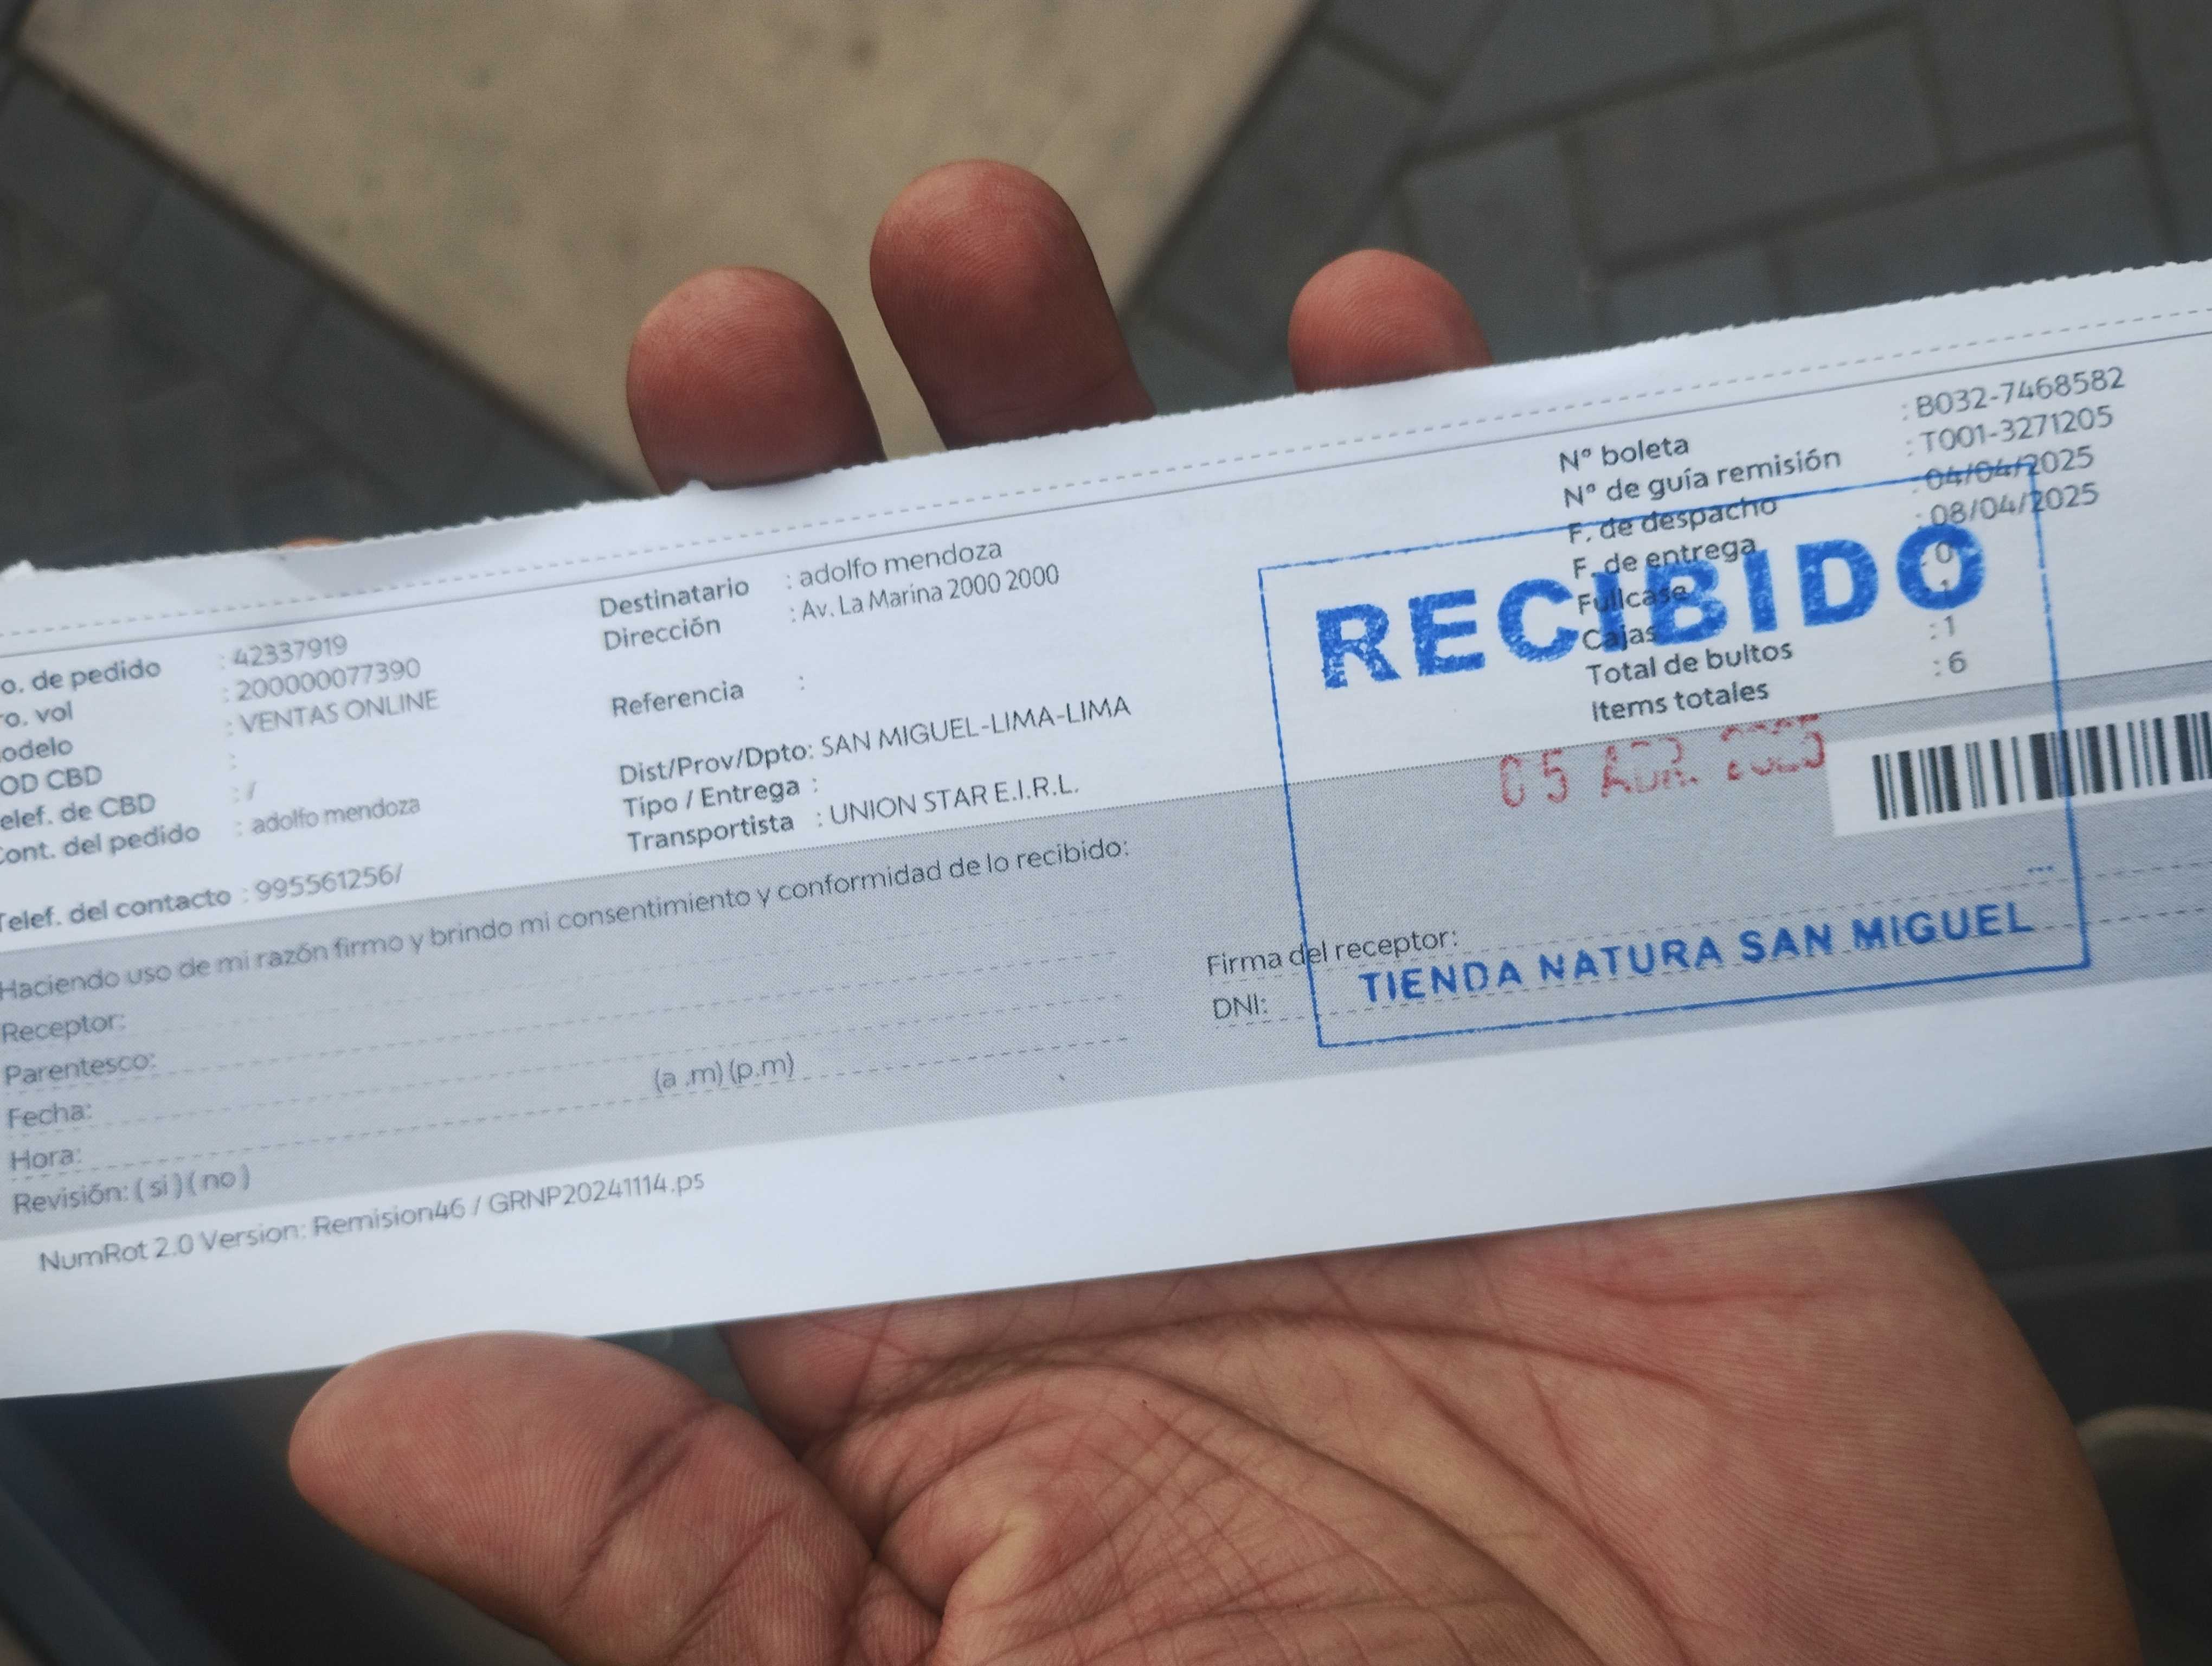 o. de pedido : 42337919
ro. vol : 200000077390
odelo : VENTAS ONLINE
OD CBD :
elef. de CBD : /
Cont. del pedido : adolfo mendoza
Telef. del contacto : 995561256/
Destinatario : adolfo mendoza
Dirección : Av. La Marina 2000 2000
Referencia :
Dist/Prov/Dpto: SAN MIGUEL-LIMA-LIMA
Tipo / Entrega :
Transportista : UNION STAR E.I.R.L.
N° boleta : B032-7468582
N° de guía remisión : T001-3271205
F. de despacho : 04/04/2025
F. de entrega : 08/04/2025
Fullcase : 0
Cajas : 1
Total de bultos : 1
Items totales : 6
RECIBIDO
05 ABR. 2025
TIENDA NATURA SAN MIGUEL
Haciendo uso de mi razón firmo y brindo mi consentimiento y conformidad de lo recibido:
Receptor:
Parentesco:
Fecha:
Hora: (a .m) (p.m)
Revisión: ( si ) ( no )
Firma del receptor:
DNI:
NumRot 2.0 Version: Remision46 / GRNP20241114.ps